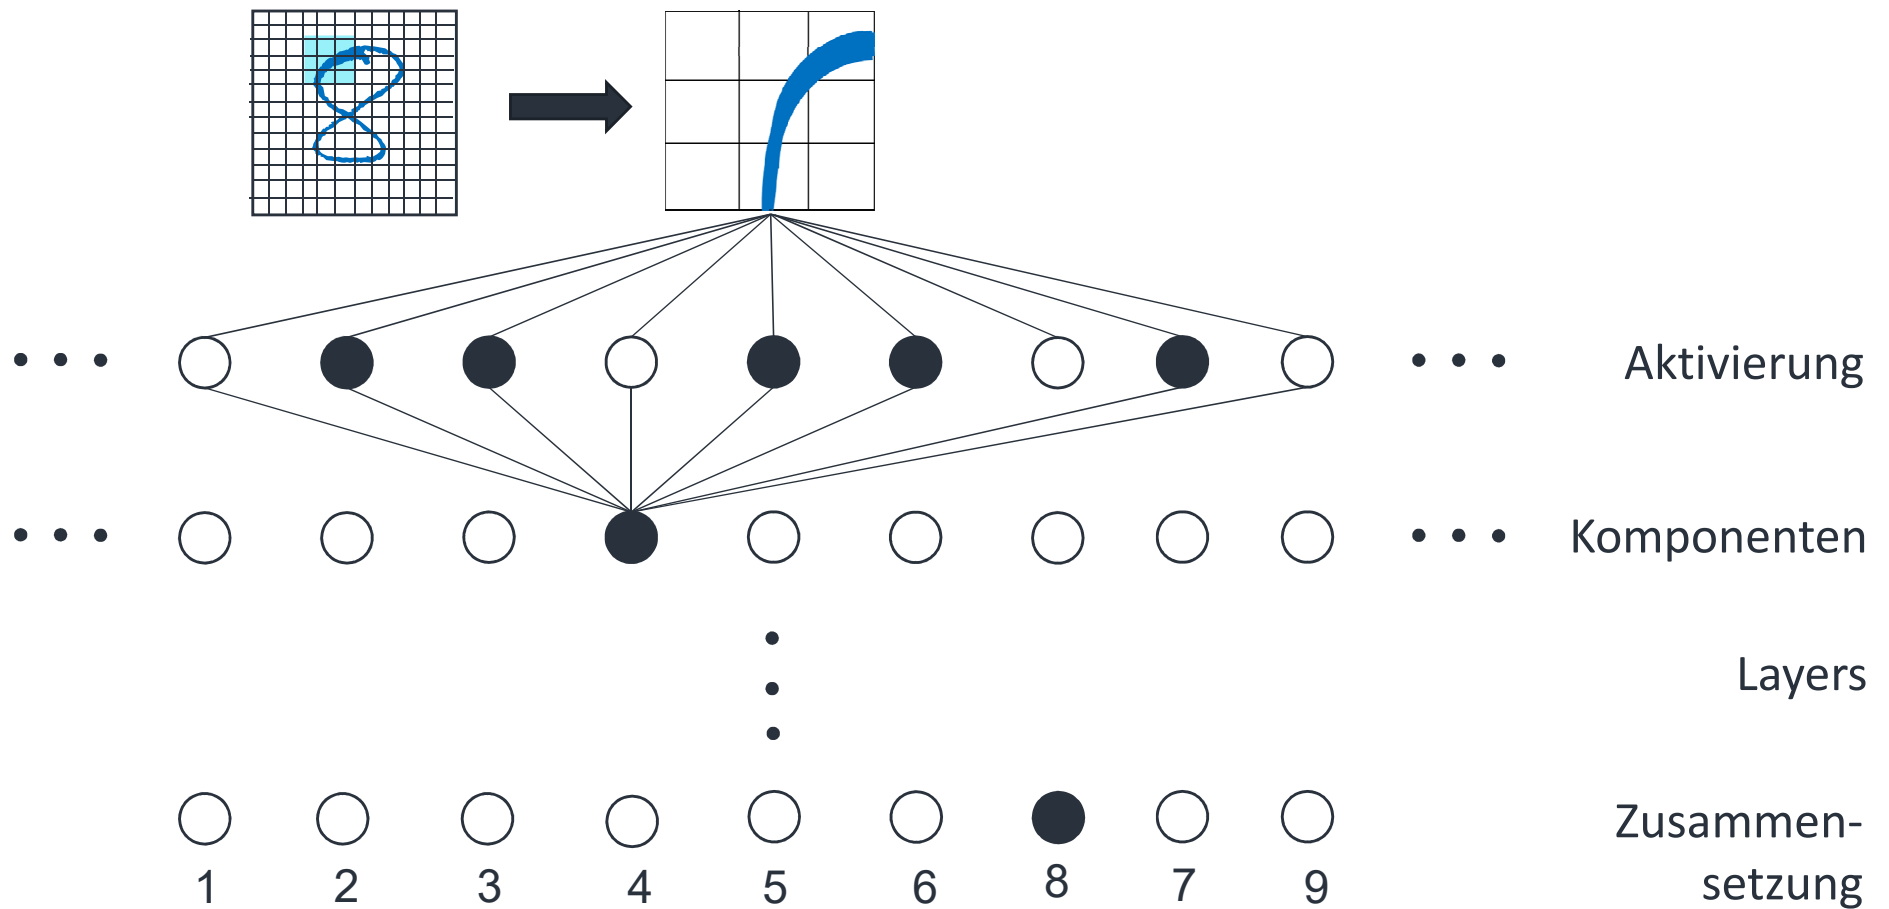 Aktivierung
Komponenten
Layers
Zusammen-
setzung
1 2 3 4 5 6 8 7 9